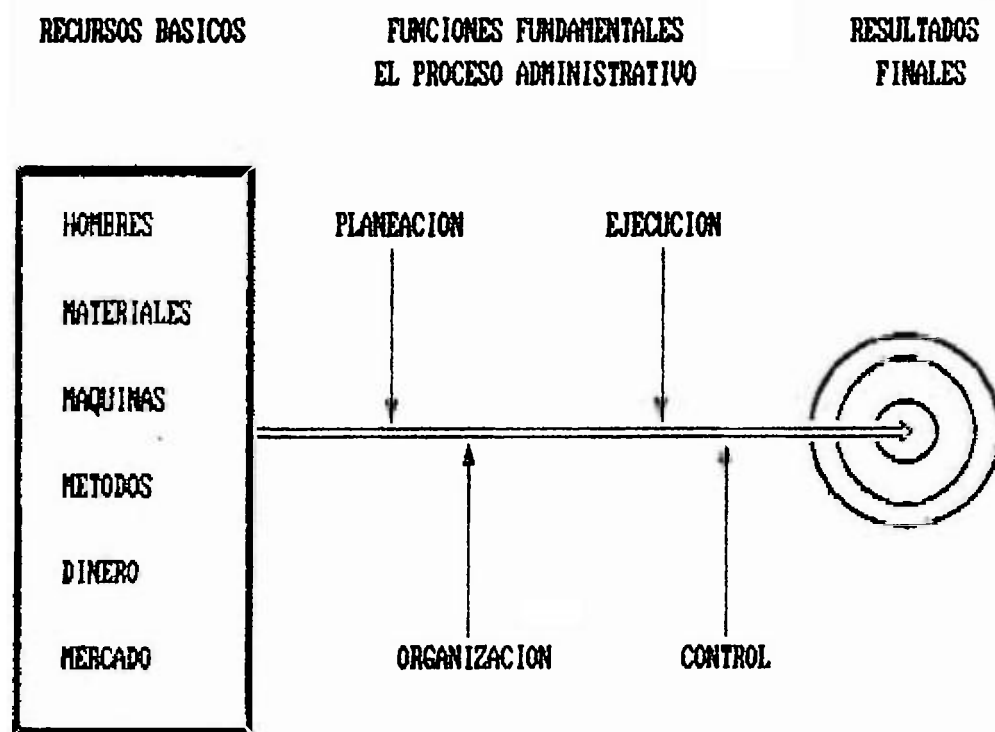 RECURSOS BASICOS
FUNCIONES FUNDAMENTALES
EL PROCESO ADMINISTRATIVO
RESULTADOS
FINALES
HOMBRES
MATERIALES
MAQUINAS
METODOS
DINERO
MERCADO
PLANEACION
EJECUCION
ORGANIZACION
CONTROL